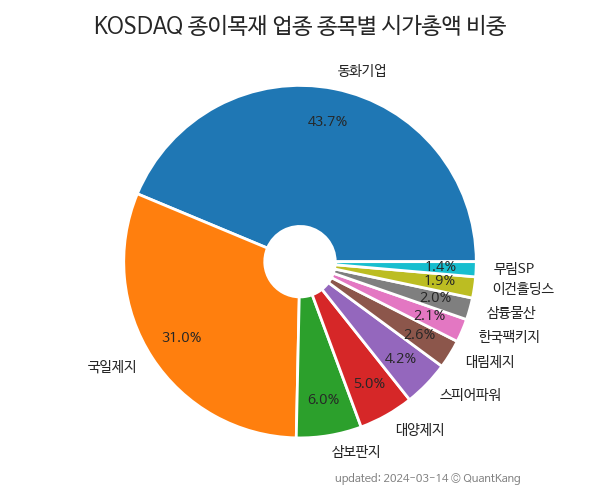 KOSDAQ 종이목재 업종 종목별 시가총액 비중
동화기업
43.7%
국일제지
31.0%
삼보판지
6.0%
대양제지
5.0%
스피어파워
4.2%
대림제지
2.6%
한국팩키지
2.1%
삼륭물산
2.0%
이건홀딩스
1.9%
무림SP
1.4%
updated: 2024-03-14 © QuantKang